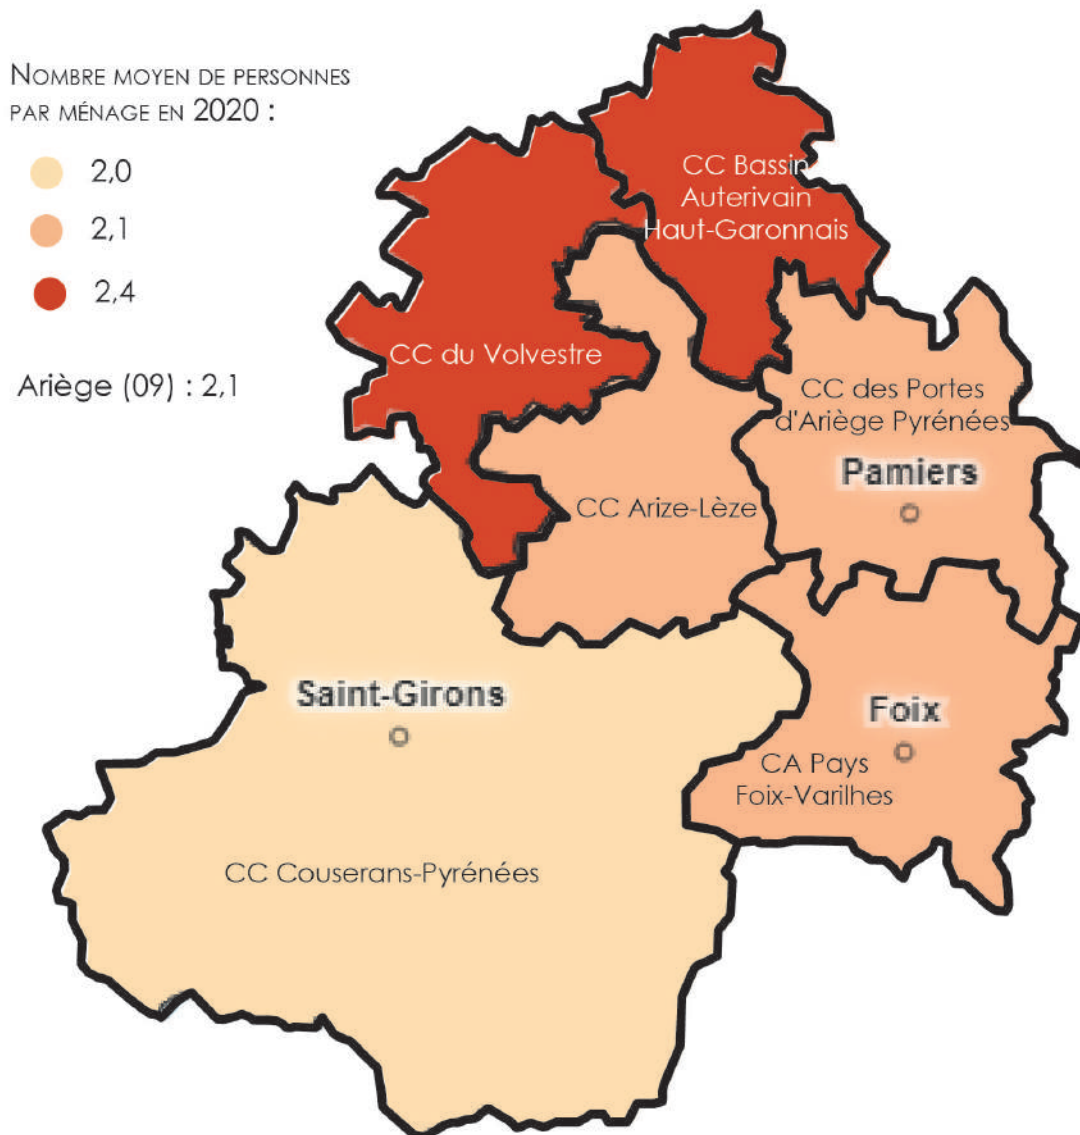 NOMBRE MOYEN DE PERSONNES
PAR MÉNAGE EN 2020 :
2,0
2,1
2,4
Ariège (09) : 2,1
CC Bassin
Auterivain
Haut-Garonnais
CC du Volvestre
CC des Portes
d'Ariège Pyrénées
Pamiers
CC Arize-Lèze
Saint-Girons
Foix
CA Pays
Foix-Varilhes
CC Couserans-Pyrénées